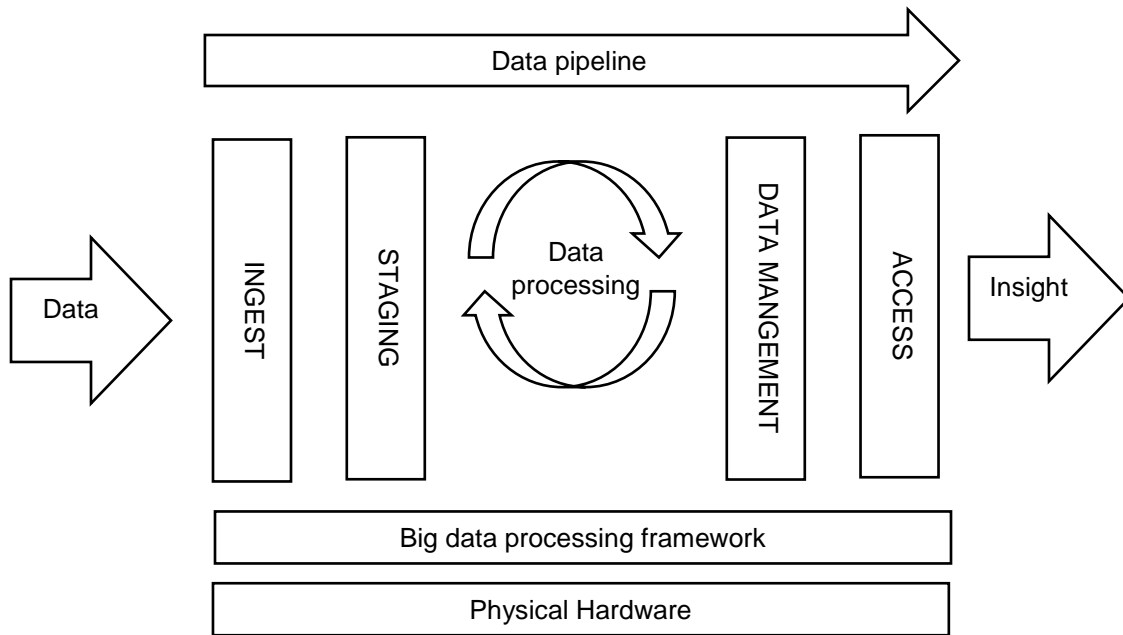 Data pipeline
Data
INGEST
STAGING
Data
processing
DATA MANGEMENT
ACCESS
Insight
Big data processing framework
Physical Hardware